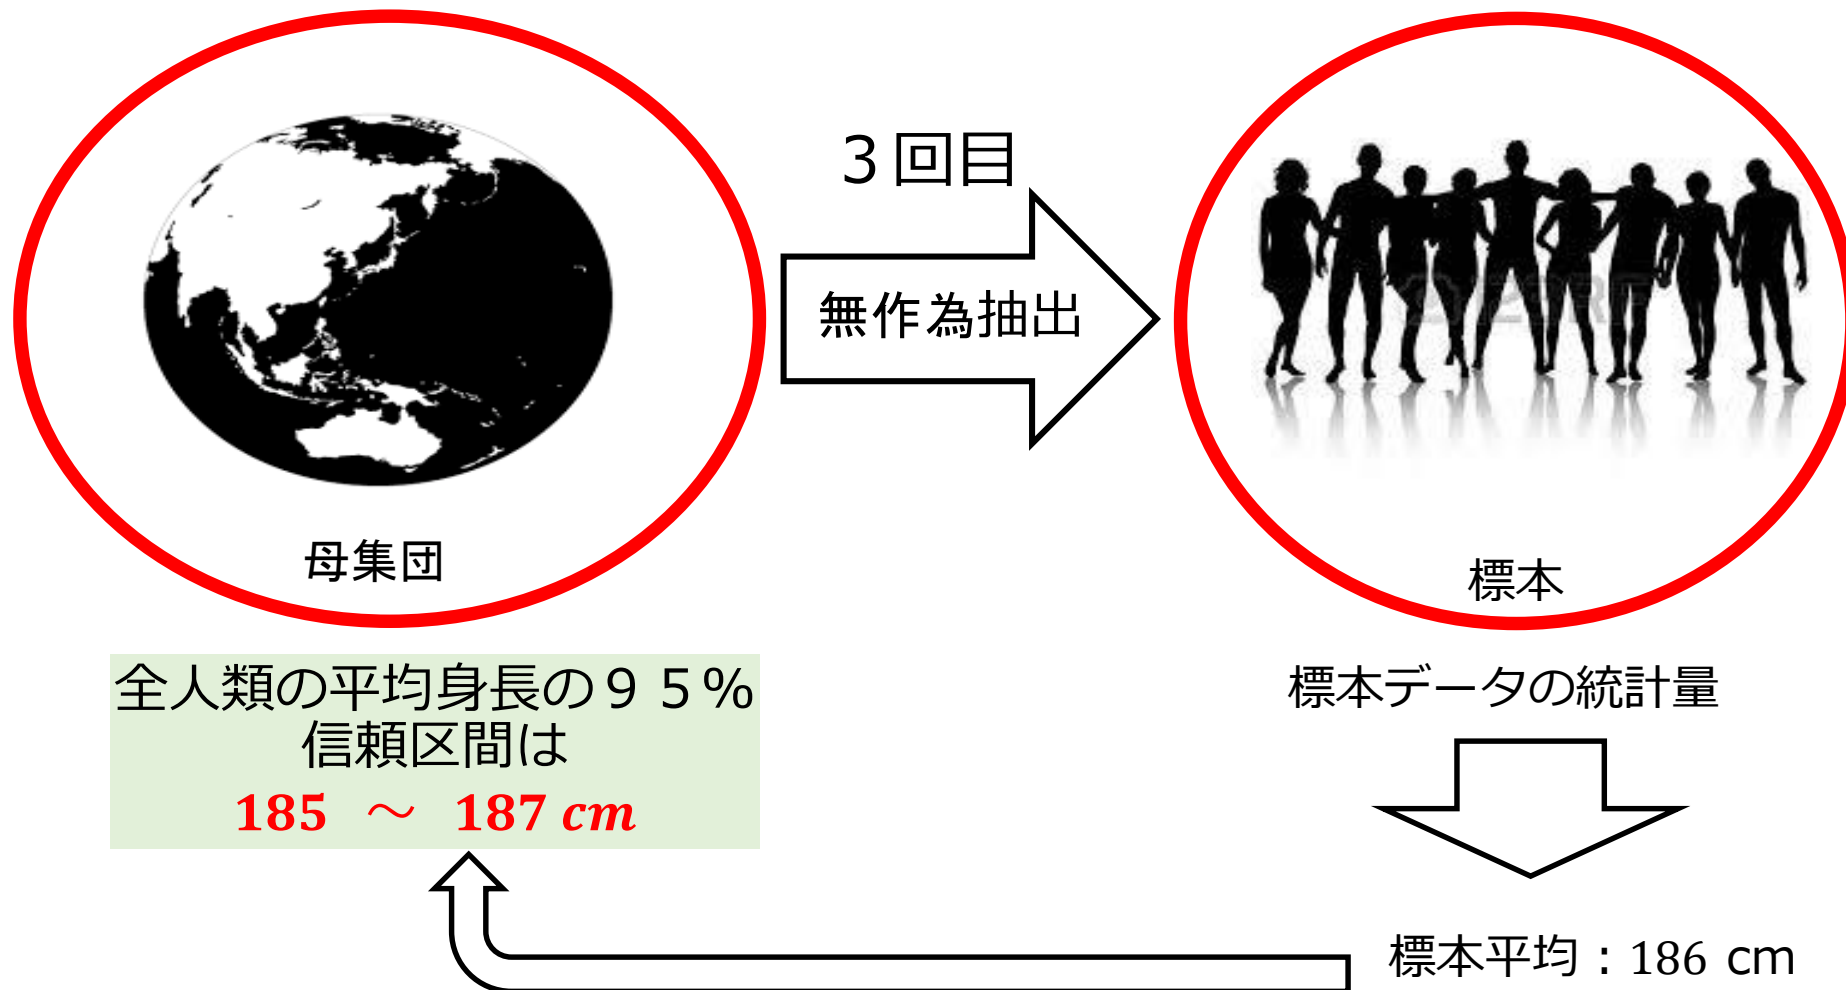 3回目
無作為抽出
母集団
標本
全人類の平均身長の95%
信頼区間は
185 ~ 187 cm
標本データの統計量
標本平均:186 cm